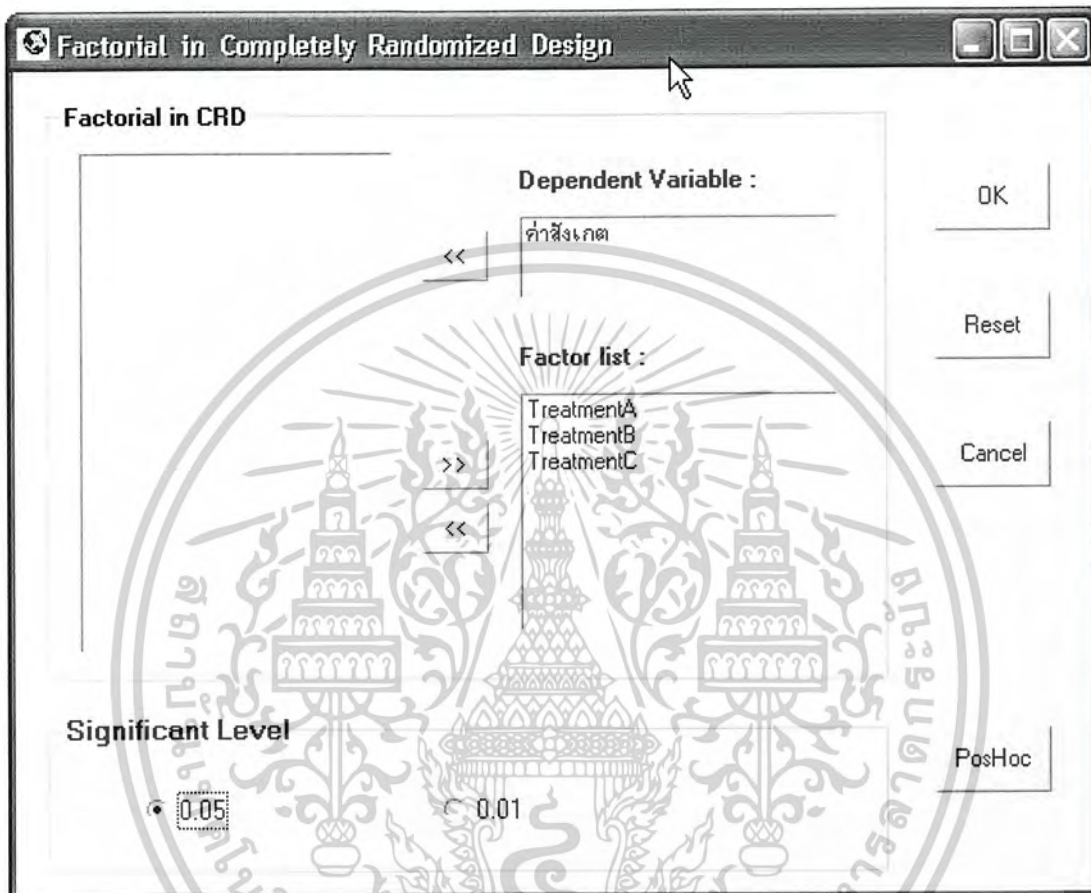 Factorial in Completely Randomized Design
Factorial in CRD
Dependent Variable :
<<
ค่าสังเกต
Factor list :
TreatmentA
TreatmentB
TreatmentC
>>
<<
OK
Reset
Cancel
PosHoc
Significant Level
0.05
0.01